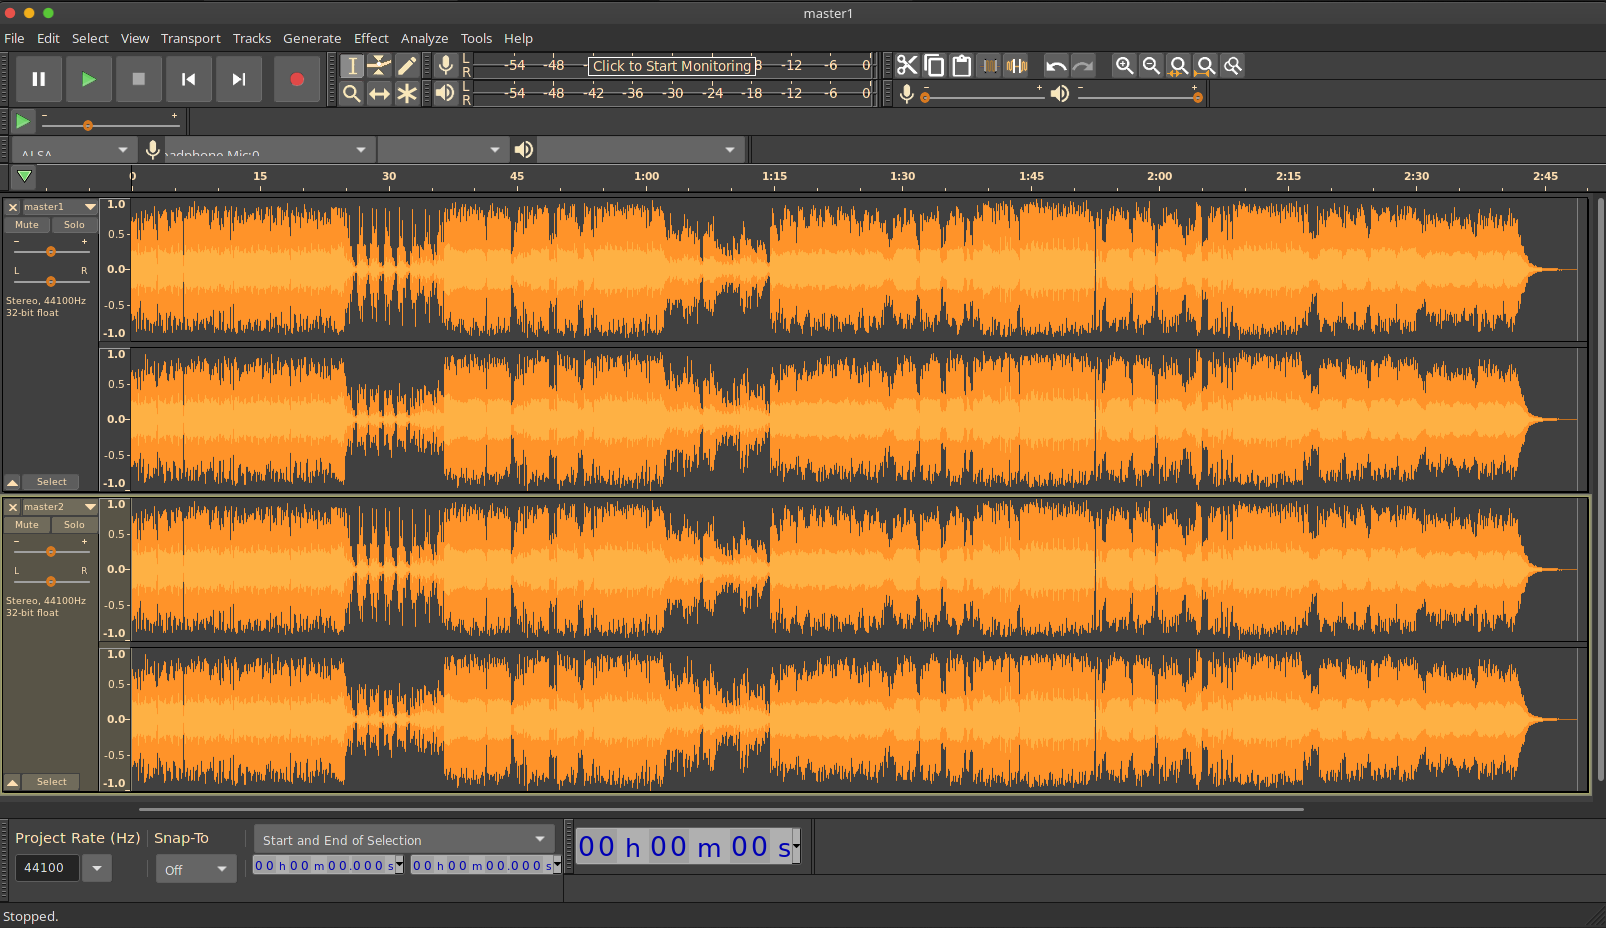 master1
File Edit Select View Transport Tracks Generate Effect Analyze Tools Help
L
R
-54 -48 Click to Start Monitoring 8 -12 -6 0
L
R
-54 -48 -42 -36 -30 -24 -18 -12 -6 0
- +
- +
- +
ALSA
adphone Mic:0
0 15 30 45 1:00 1:15 1:30 1:45 2:00 2:15 2:30 2:45
master1
Mute Solo
- +
L R
Stereo, 44100Hz
32-bit float
Select
1.0
0.5-
0.0-
-0.5-
-1.0
1.0
0.5-
0.0-
-0.5-
-1.0
master2
Mute Solo
- +
L R
Stereo, 44100Hz
32-bit float
Select
1.0
0.5-
0.0-
-0.5-
-1.0
1.0
0.5-
0.0-
-0.5-
-1.0
Project Rate (Hz) Snap-To
44100
Off
Start and End of Selection
00 h 00 m 00.000 s 00 h 00 m 00.000 s
00 h 00 m 00 s
Stopped.